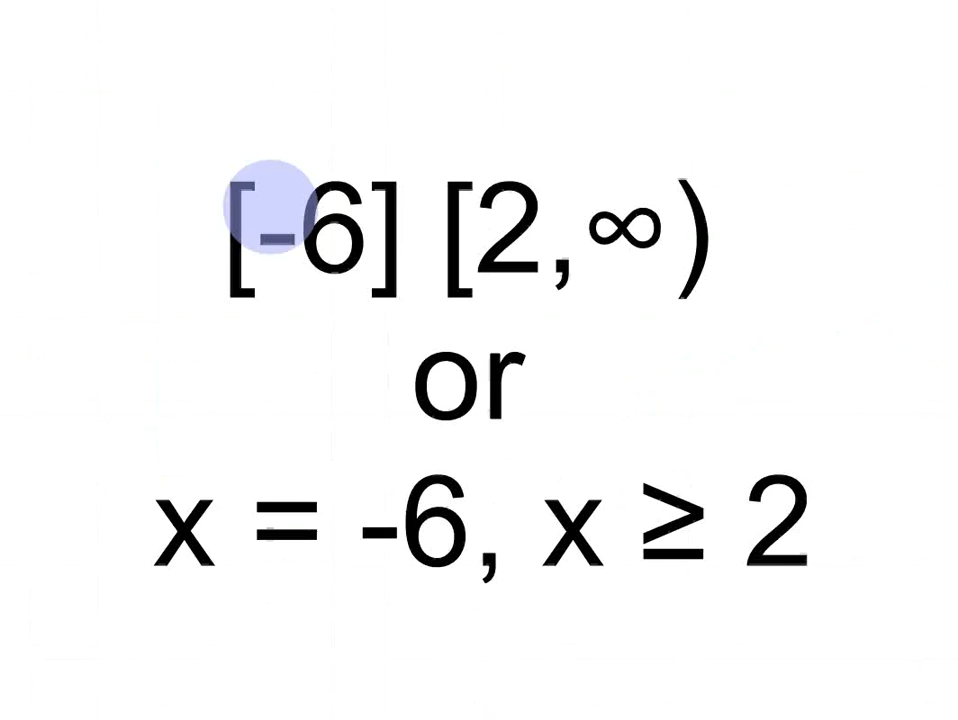 [-6] [2,∞)
or
x = -6, x ≥ 2